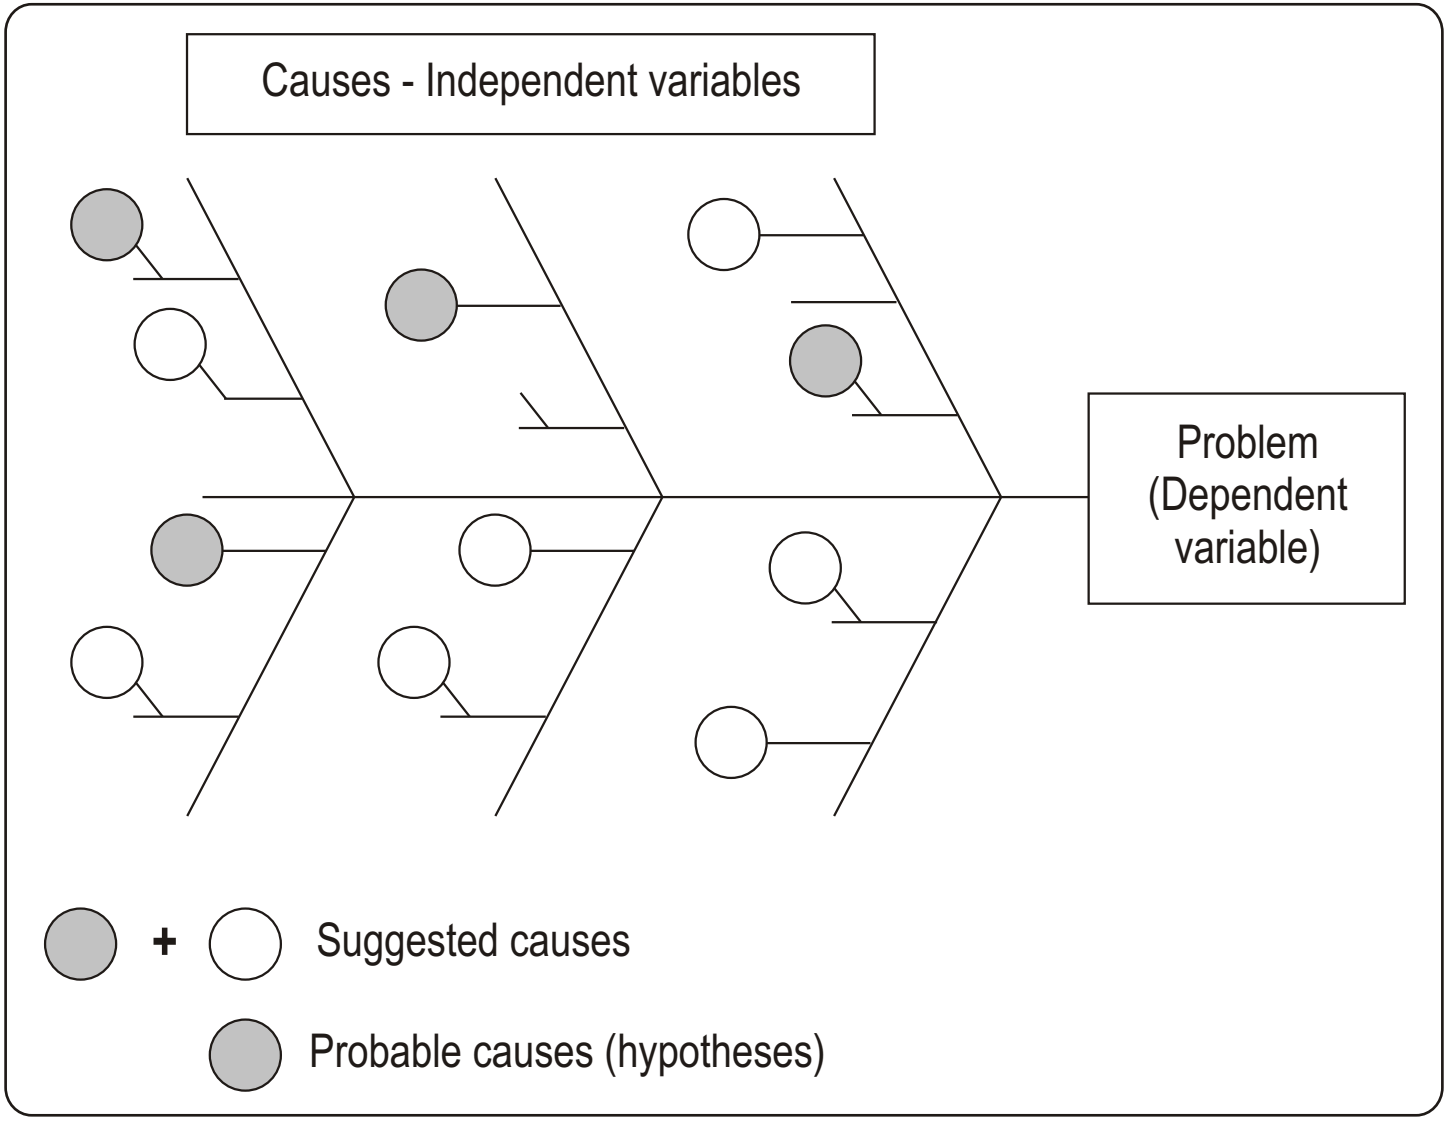 Causes - Independent variables
Problem
(Dependent
variable)
+
Suggested causes
Probable causes (hypotheses)